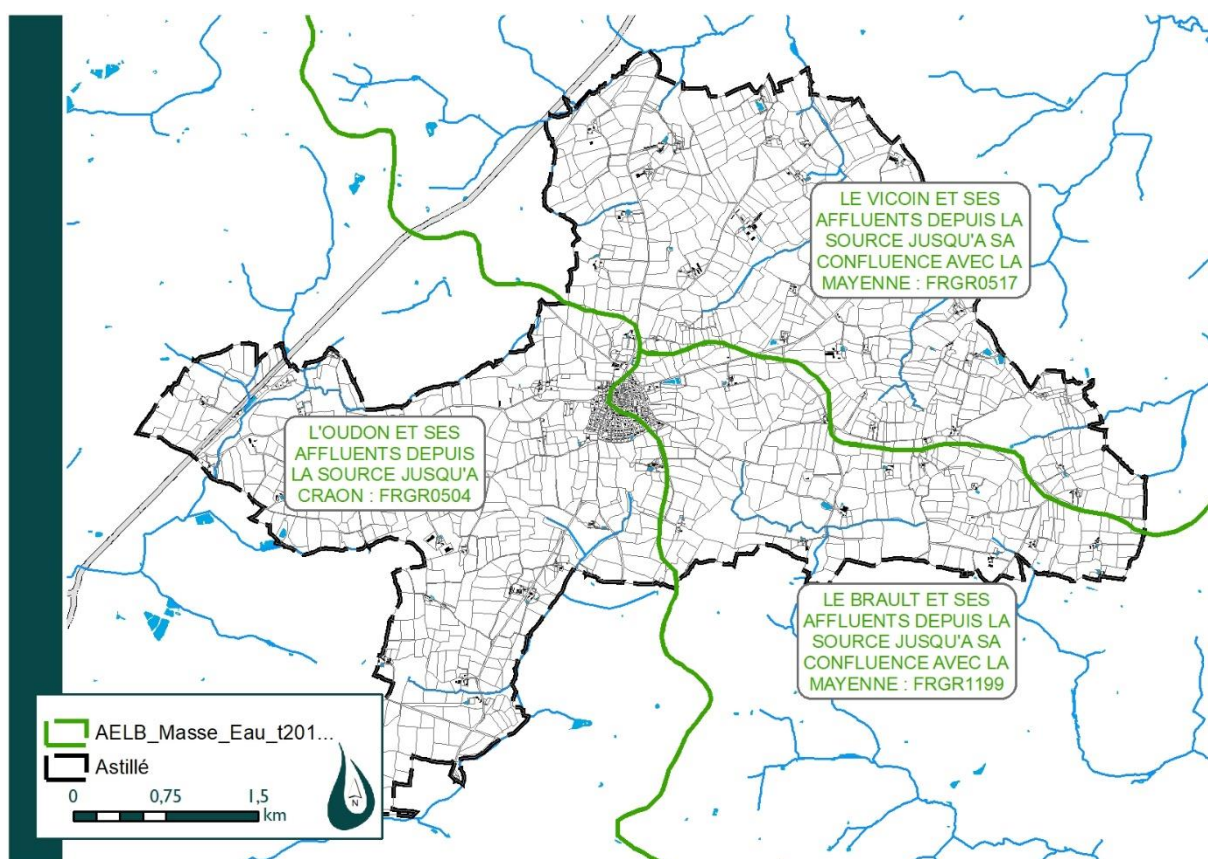 LE VICOIN ET SES
AFFLUENTS DEPUIS LA
SOURCE JUSQU'A SA
CONFLUENCE AVEC LA
MAYENNE : FRGR0517
L'OUDON ET SES
AFFLUENTS DEPUIS
LA SOURCE JUSQU'A
CRAON : FRGR0504
LE BRAULT ET SES
AFFLUENTS DEPUIS LA
SOURCE JUSQU'A SA
CONFLUENCE AVEC LA
MAYENNE : FRGR1199
AELB_Masse_Eau_t201...
Astillé
0 0,75 1,5
km
N